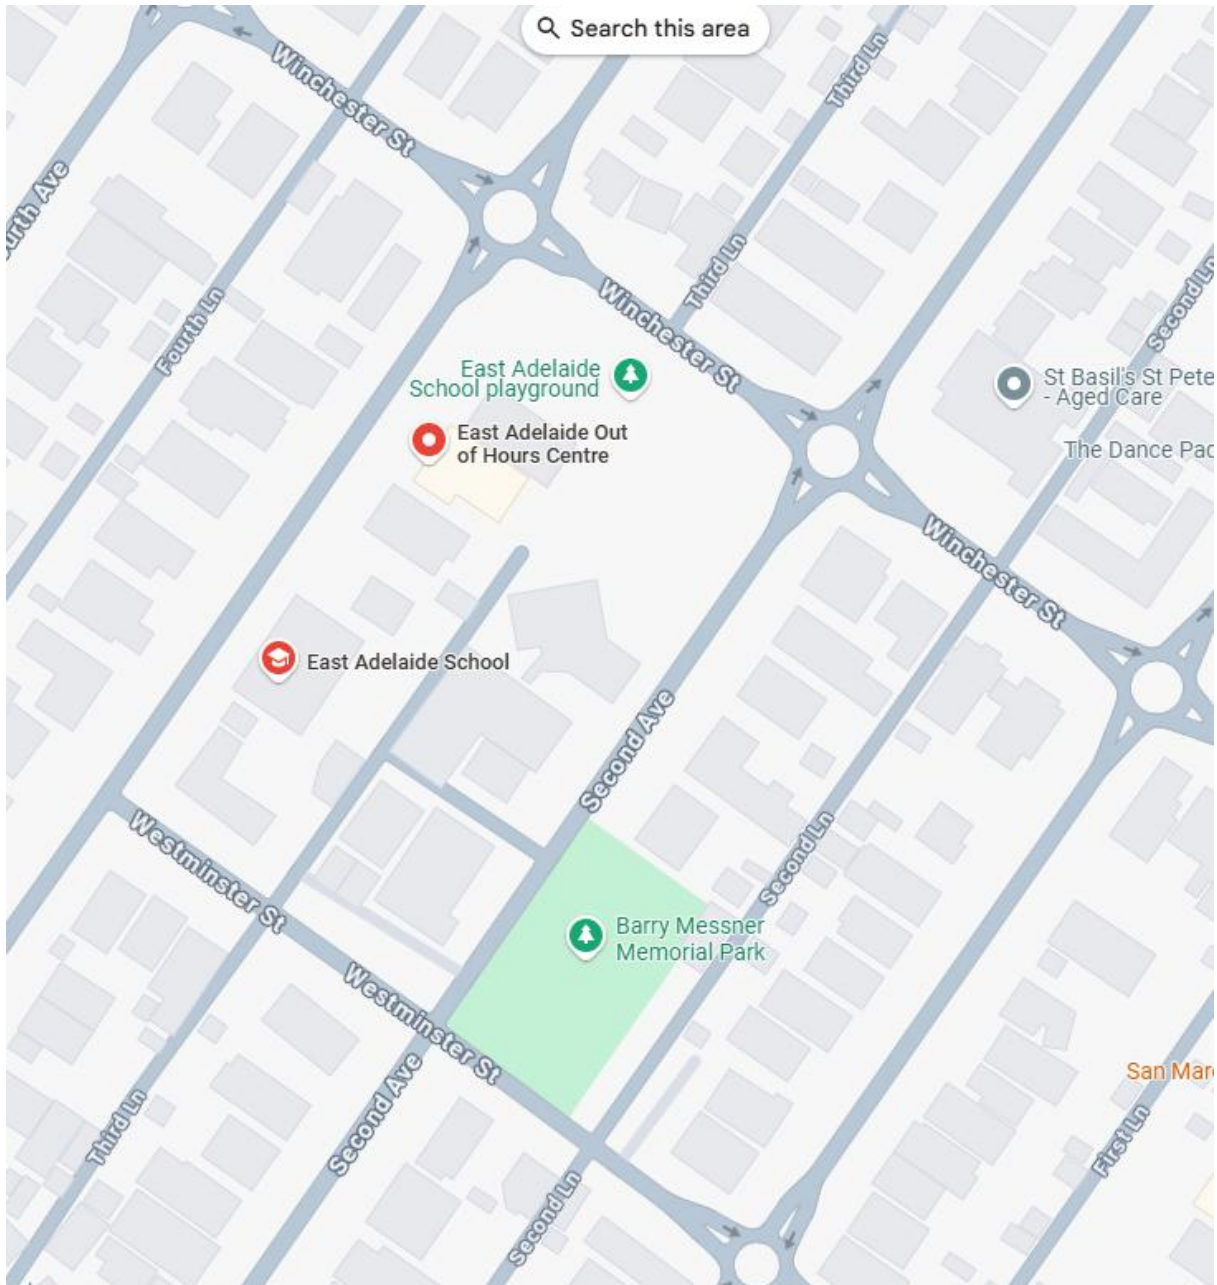 Search this area
Winchester St
Third Ln
urth Ave
Fourth Ln
Third Ln
Second Ln
Winchester St
East Adelaide
School playground
St Basil's St Pete
- Aged Care
East Adelaide Out
of Hours Centre
The Dance Pac
Winchester St
East Adelaide School
Second Ave
Second Ln
Westminster St
Barry Messner
Memorial Park
Westminster St
San Mar
Third Ln
Second Ave
First Ln
Second Ln